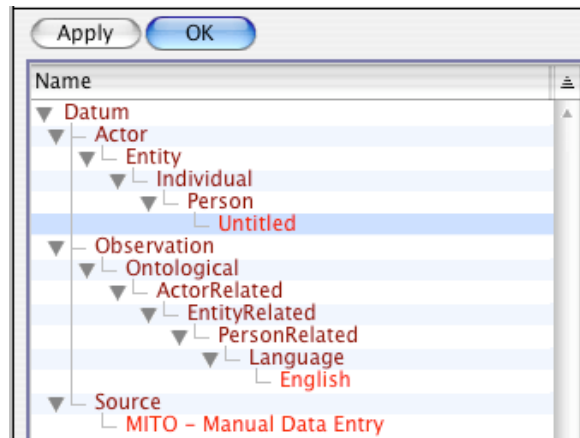 Apply OK
Name
Datum
Actor
Entity
Individual
Person
Untitled
Observation
Ontological
ActorRelated
EntityRelated
PersonRelated
Language
English
Source
MITO - Manual Data Entry